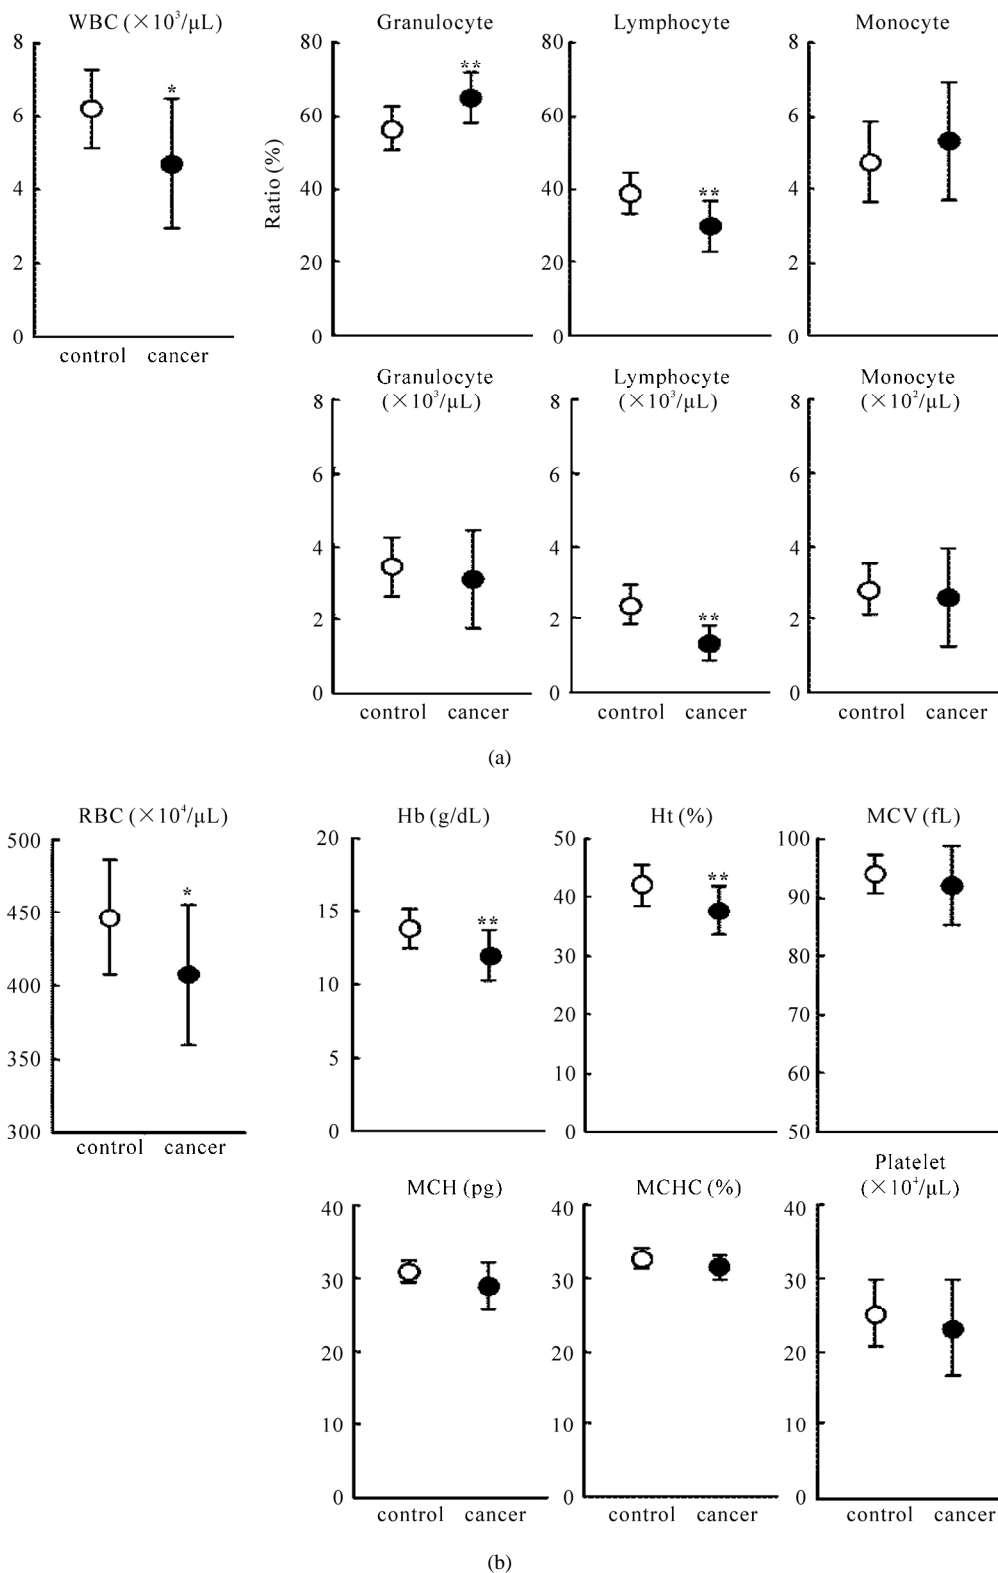 WBC (×10³/μL) Granulocyte Lymphocyte Monocyte
8 80 80 8
** 
*
6 60 60 6
Ratio (%)
**
4 40 40 4
2 20 20 2
0 0 0 0
control cancer
Granulocyte Lymphocyte Monocyte
(×10³/μL) (×10³/μL) (×10²/μL)
8 8 8
6 6 6
4 4 4
**
2 2 2
0 0 0
control cancer control cancer control cancer
(a)
RBC (×10⁴/μL) Hb (g/dL) Ht (%) MCV (fL)
500 20 50 100
**
*
450 15 40 90
**
400 10 30 80
20 70
350 5 10 60
300 0 0 50
control cancer
Platelet
MCH (pg) MCHC (%) (×10⁴/μL)
40 40 40
30 30 30
20 20 20
10 10 10
0 0 0
control cancer control cancer control cancer
(b)